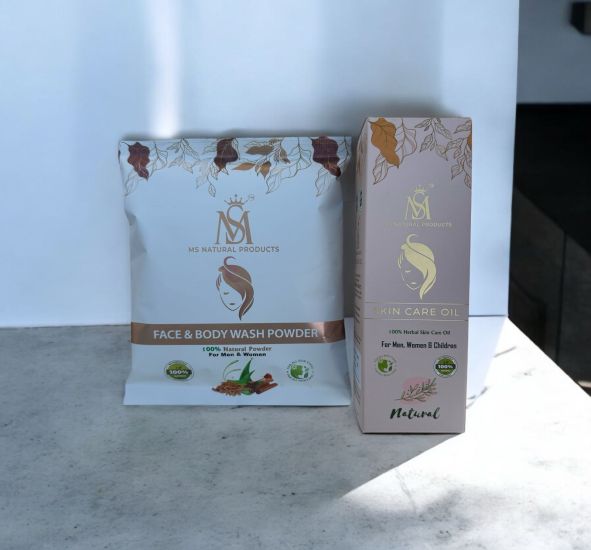 MS
MS NATURAL PRODUCTS
FACE & BODY WASH POWDER
100% Natural Powder
For Men & Women
100%
MS
MS NATURAL PRODUCTS
SKIN CARE OIL
100% Herbal Skin Care Oil
For Men, Women & Children
100%
Natural